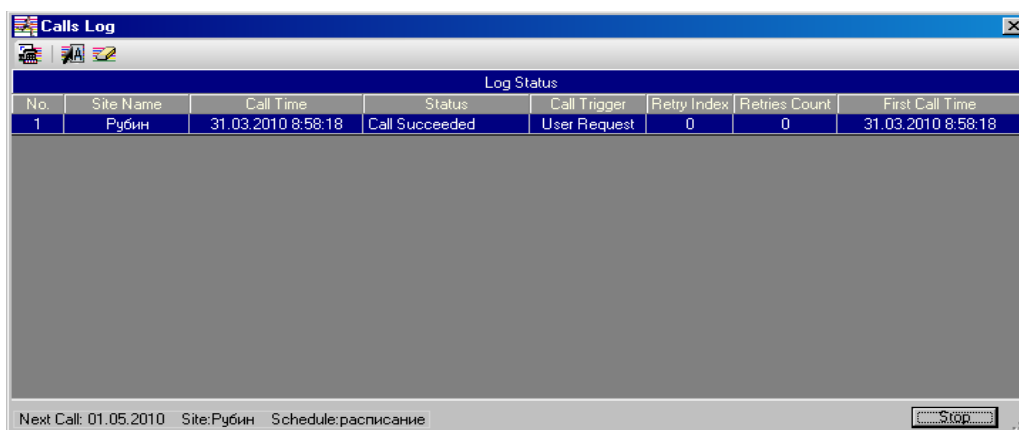 Calls Log
Log Status
No. Site Name Call Time Status Call Trigger Retry Index Retries Count First Call Time
1 Рубин 31.03.2010 8:58:18 Call Succeeded User Request 0 0 31.03.2010 8:58:18
Next Call: 01.05.2010 Site:Рубин Schedule:расписание Stop